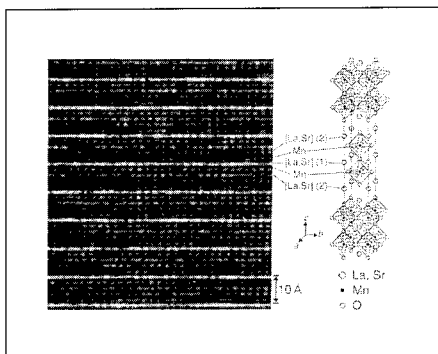 [La,Sr] (2)
Mn
[La,Sr] (1)
Mn
[La,Sr] (2)
c
b
a
10 A
La, Sr
Mn
O